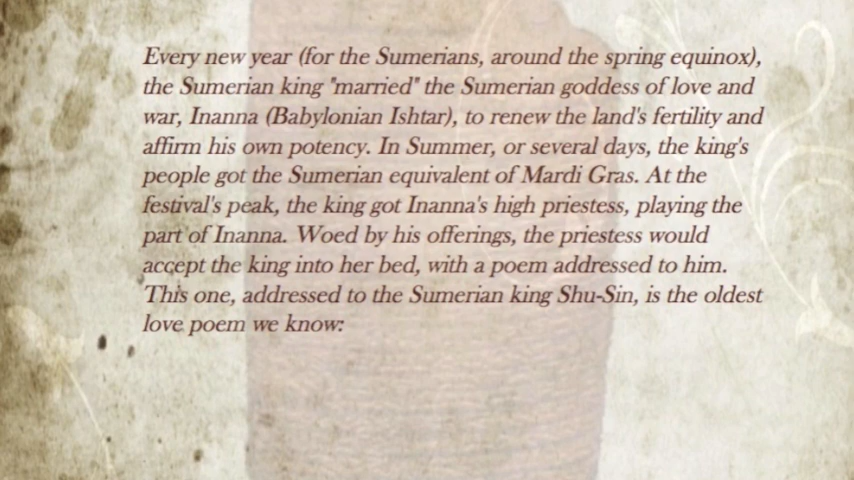 Every new year (for the Sumerians, around the spring equinox),
the Sumerian king "married" the Sumerian goddess of love and
war, Inanna (Babylonian Ishtar), to renew the land's fertility and
affirm his own potency. In Summer, or several days, the king's
people got the Sumerian equivalent of Mardi Gras. At the
festival's peak, the king got Inanna's high priestess, playing the
part of Inanna. Woed by his offerings, the priestess would
accept the king into her bed, with a poem addressed to him.
This one, addressed to the Sumerian king Shu-Sin, is the oldest
love poem we know: